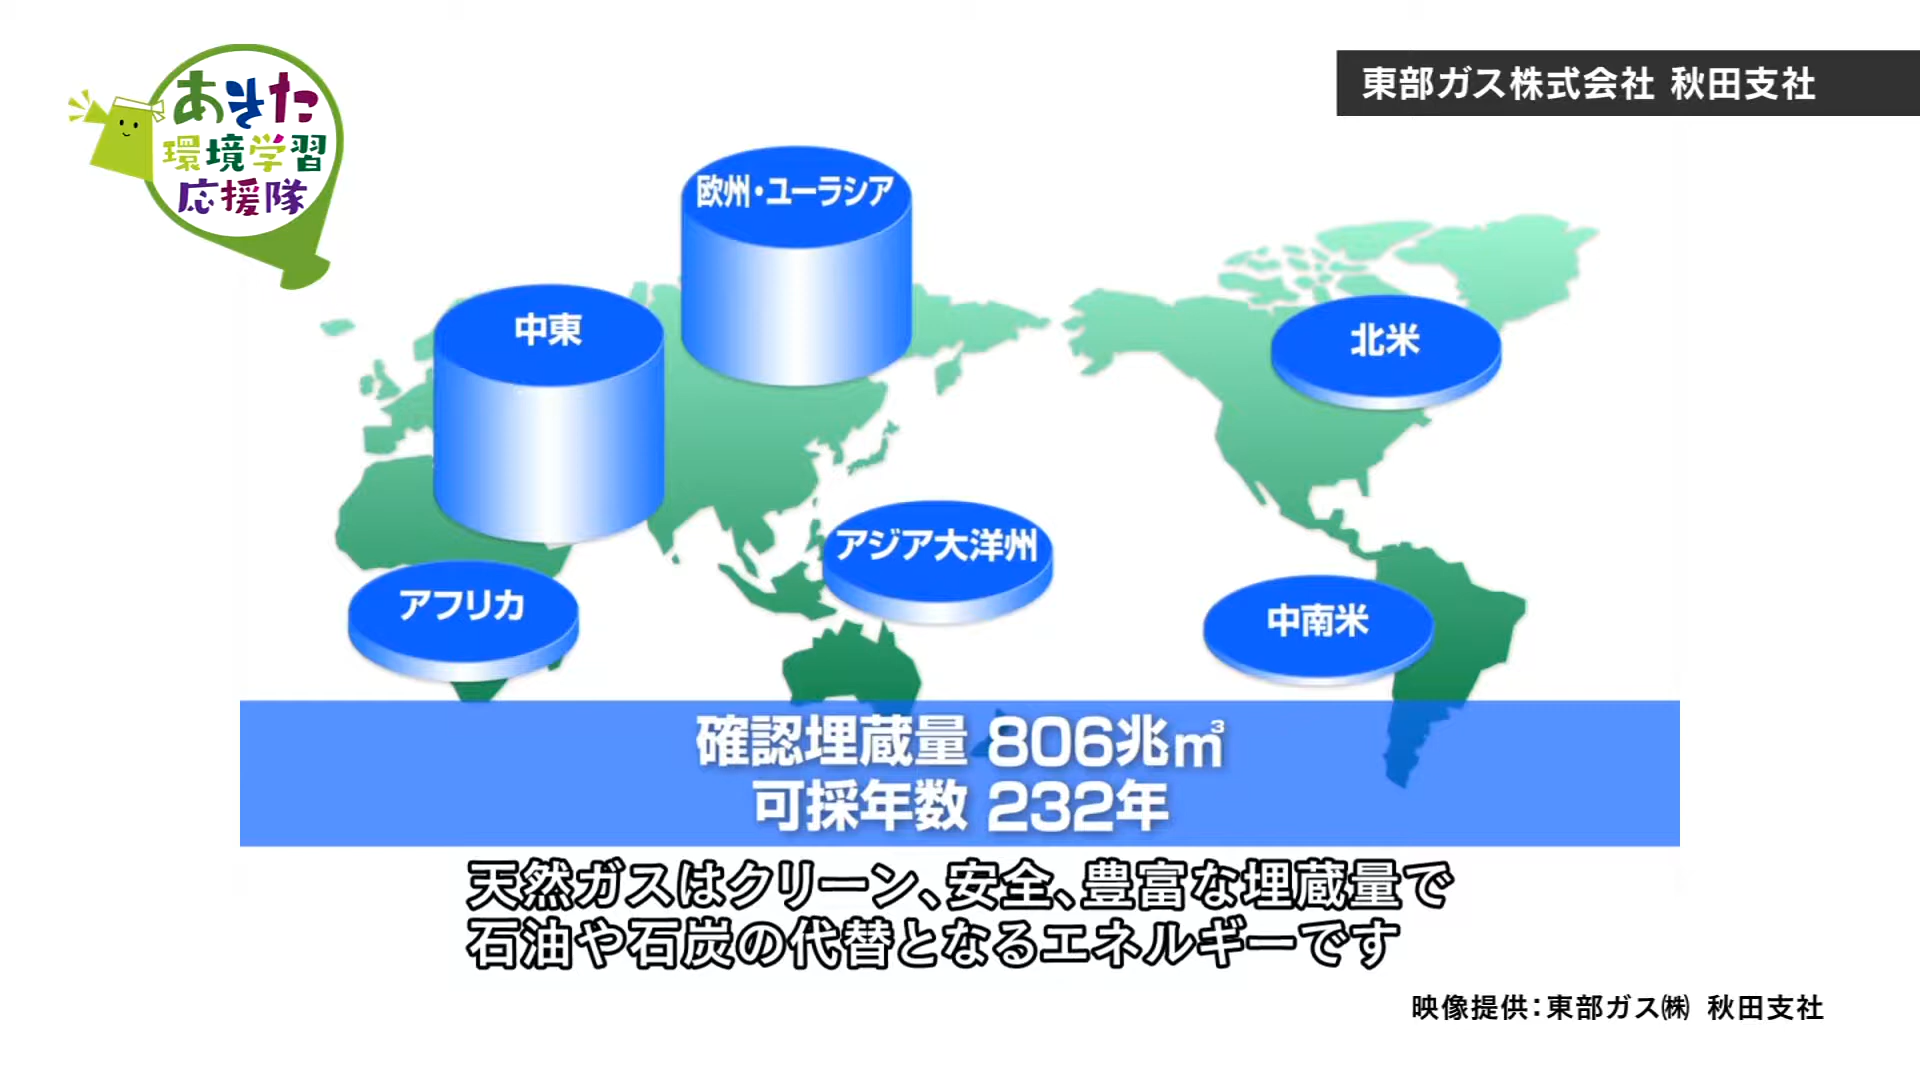 あきた
環境学習
応援隊
東部ガス株式会社 秋田支社
欧州・ユーラシア
中東
北米
アジア大洋州
アフリカ
中南米
確認埋蔵量 806兆㎥
可採年数 232年
天然ガスはクリーン、安全、豊富な埋蔵量で
石油や石炭の代替となるエネルギーです
映像提供：東部ガス㈱ 秋田支社